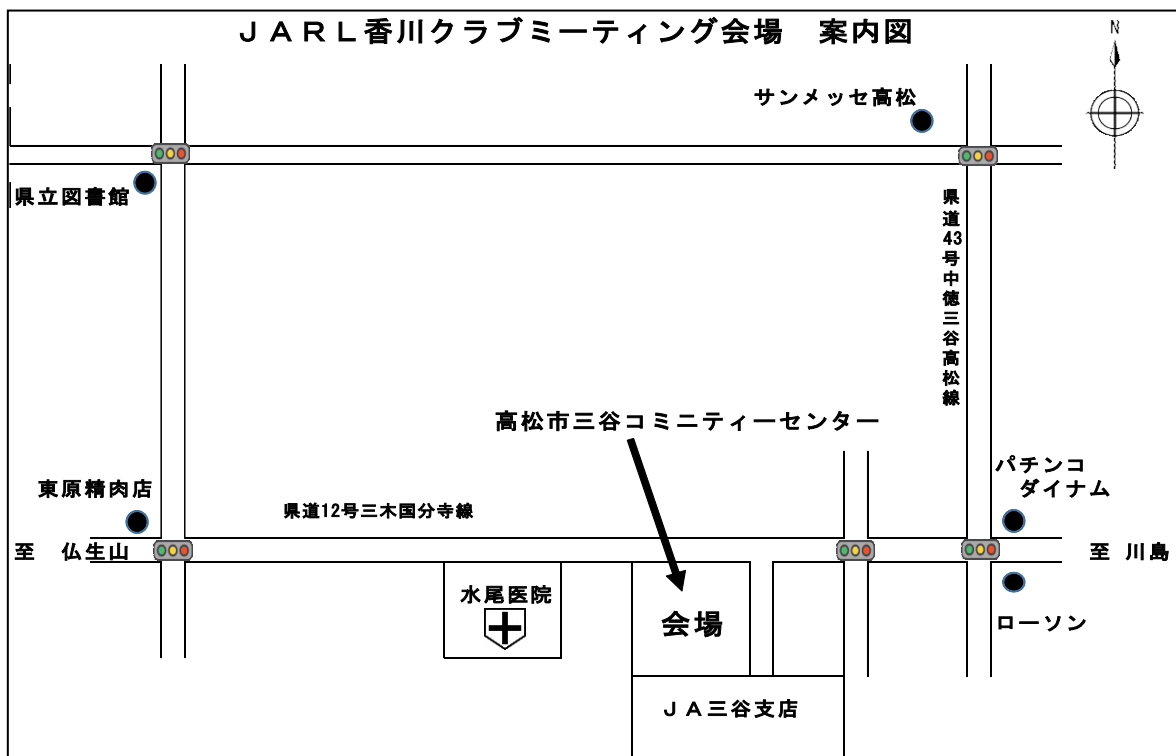 ＪＡＲＬ香川クラブミーティング会場　案内図
N
サンメッセ高松
県立図書館
県道43号中徳三谷高松線
高松市三谷コミニティーセンター
パチンコ
ダイナム
東原精肉店
県道12号三木国分寺線
至　仏生山
至 川島
水尾医院
会場
ローソン
ＪＡ三谷支店